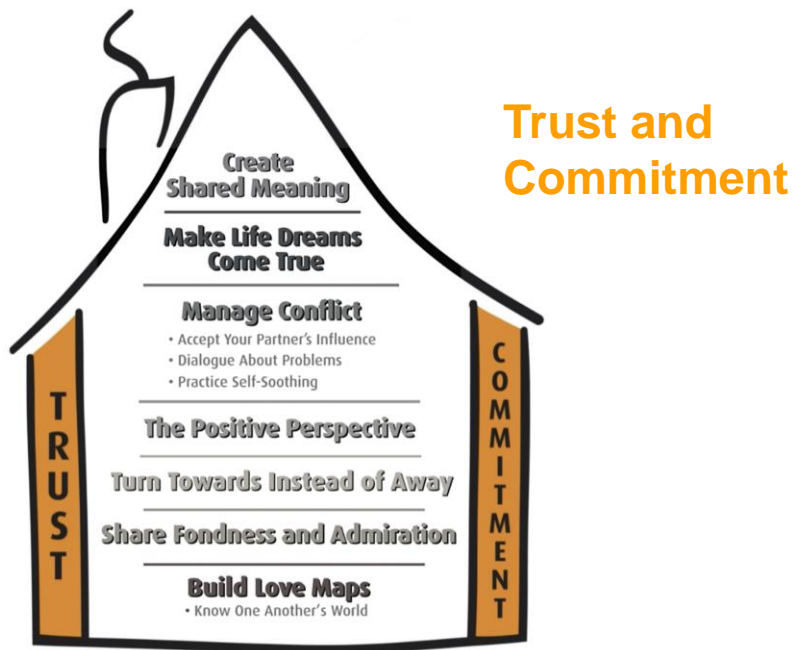 Trust and
Commitment
Create
Shared Meaning
Make Life Dreams
Come True
Manage Conflict
• Accept Your Partner's Influence
• Dialogue About Problems
• Practice Self-Soothing
The Positive Perspective
Turn Towards Instead of Away
Share Fondness and Admiration
Build Love Maps
• Know One Another's World
TRUST
COMMITMENT